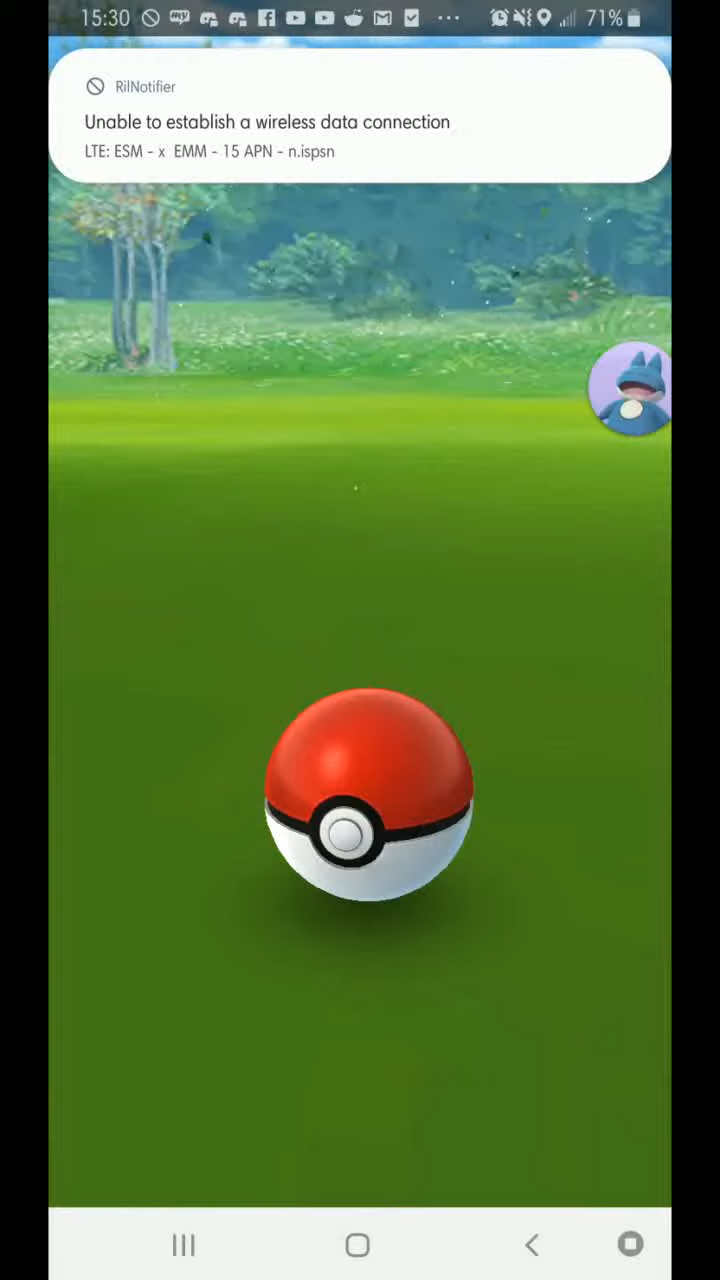 15:30 71%
RilNotifier
Unable to establish a wireless data connection
LTE: ESM - x EMM - 15 APN - n.ispsn